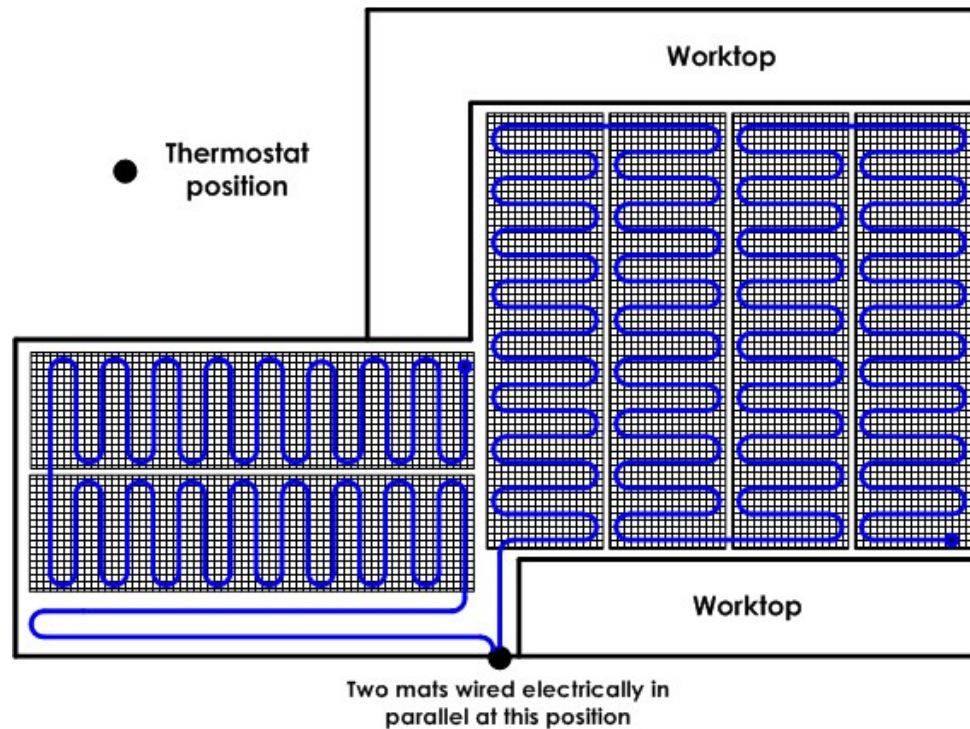 Worktop
Thermostat
position
Worktop
Two mats wired electrically in
parallel at this position